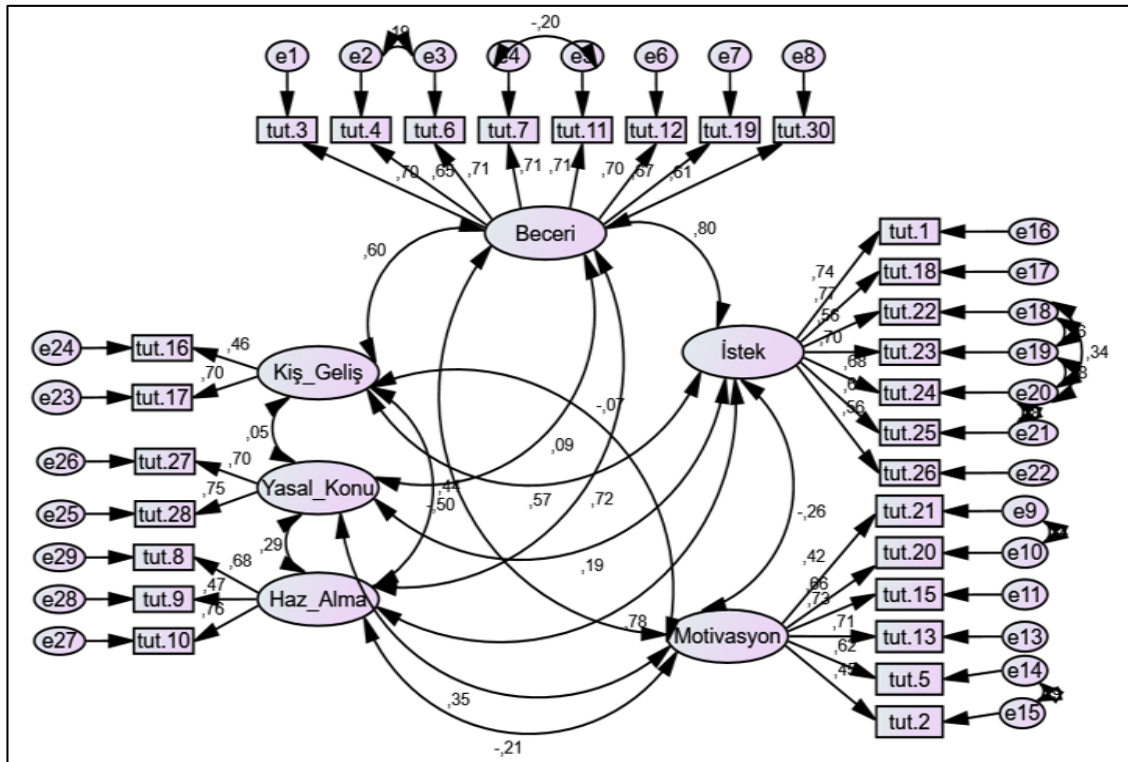 -,20
,19
e1 e2 e3 e4 e5 e6 e7 e8
tut.3 tut.4 tut.6 tut.7 tut.11 tut.12 tut.19 tut.30
,70 ,65 ,71 ,71 ,71 ,70 ,67 ,61
Beceri
,60
,80
tut.1 e16
,74
tut.18 e17
,77
tut.22 e18
,56
,70
İstek
tut.23 e19
,34
,68
tut.24 e20
tut.25 e21
,56
tut.26 e22
e24 tut.16 ,46
Kiş_Geliş
e23 tut.17 ,70
-,07
,05
,09
e26 tut.27 ,70
Yasal_Konu
e25 tut.28 ,75
,44
-,50
,57
,72
-,26
,29
,19
e29 tut.8 ,68
e28 tut.9 ,47
Haz_Alma
e27 tut.10 ,76
,78
,35
-,21
tut.21 e9
,42
tut.20 e10
,66
,73
tut.15 e11
Motivasyon
,71
tut.13 e13
,62
tut.5 e14
,45
tut.2 e15